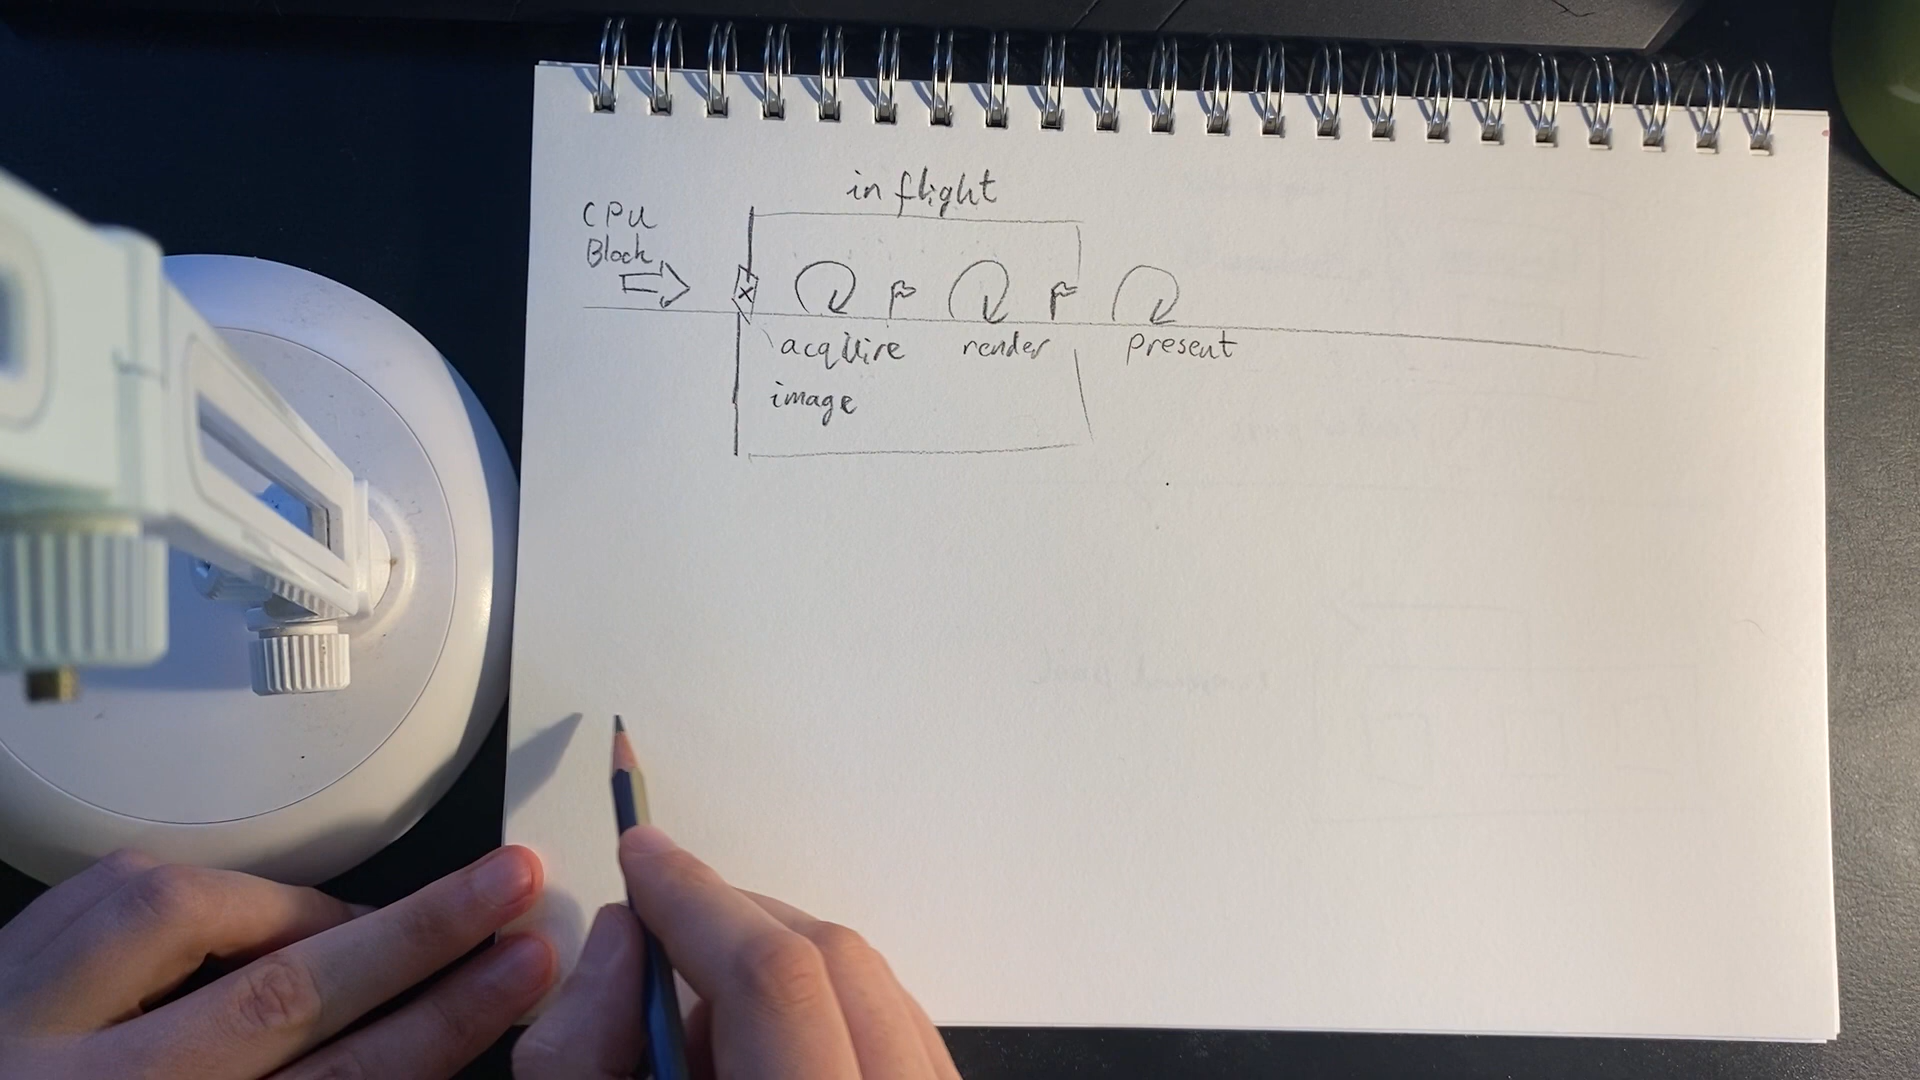 in flight
CPU
Block
x
acquire render present
image